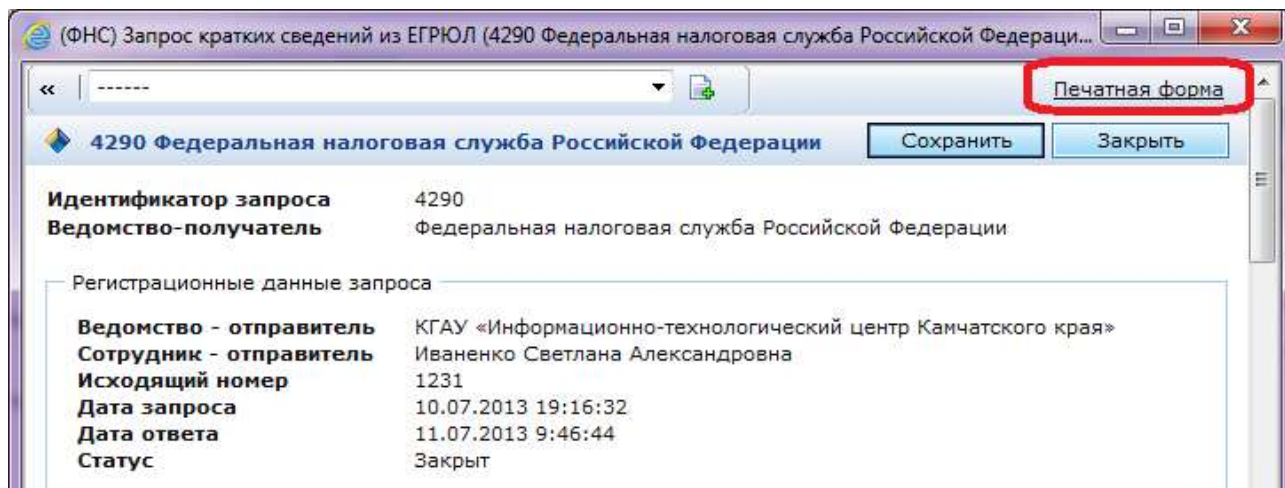 (ФНС) Запрос кратких сведений из ЕГРЮЛ (4290 Федеральная налоговая служба Российской Федераци...
« ------ Печатная форма
4290 Федеральная налоговая служба Российской Федерации Сохранить Закрыть
Идентификатор запроса 4290
Ведомство-получатель Федеральная налоговая служба Российской Федерации
Регистрационные данные запроса
Ведомство - отправитель КГАУ «Информационно-технологический центр Камчатского края»
Сотрудник - отправитель Иваненко Светлана Александровна
Исходящий номер 1231
Дата запроса 10.07.2013 19:16:32
Дата ответа 11.07.2013 9:46:44
Статус Закрыт